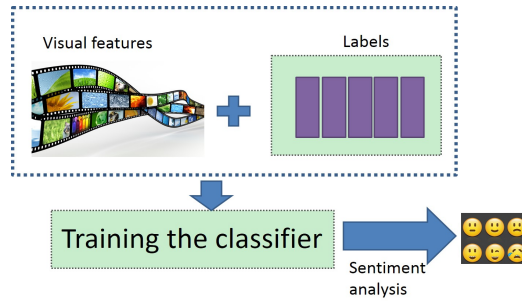 Visual features
Labels
Training the classifier
Sentiment
analysis